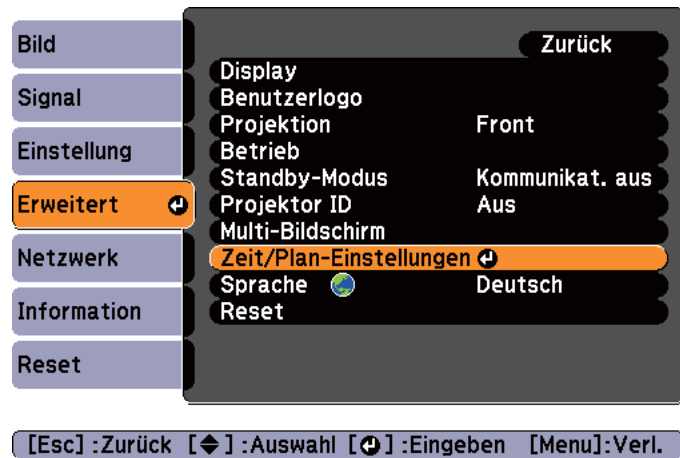 Bild
Signal
Einstellung
Erweitert
Netzwerk
Information
Reset
Zurück
Display
Benutzerlogo
Projektion Front
Betrieb
Standby-Modus Kommunikat. aus
Projektor ID Aus
Multi-Bildschirm
Zeit/Plan-Einstellungen
Sprache Deutsch
Reset
[Esc] :Zurück [◆] :Auswahl [⏎] :Eingeben [Menu]:Verl.